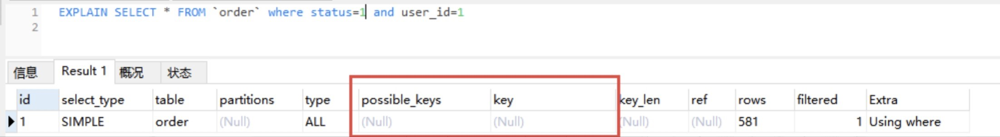 1 EXPLAIN SELECT * FROM `order` where status=1 and user_id=1
2
信息 Result 1 概况 状态
id select_type table partitions type possible_keys key key_len ref rows filtered Extra
1 SIMPLE order (Null) ALL (Null) (Null) (Null) (Null) 581 1 Using where